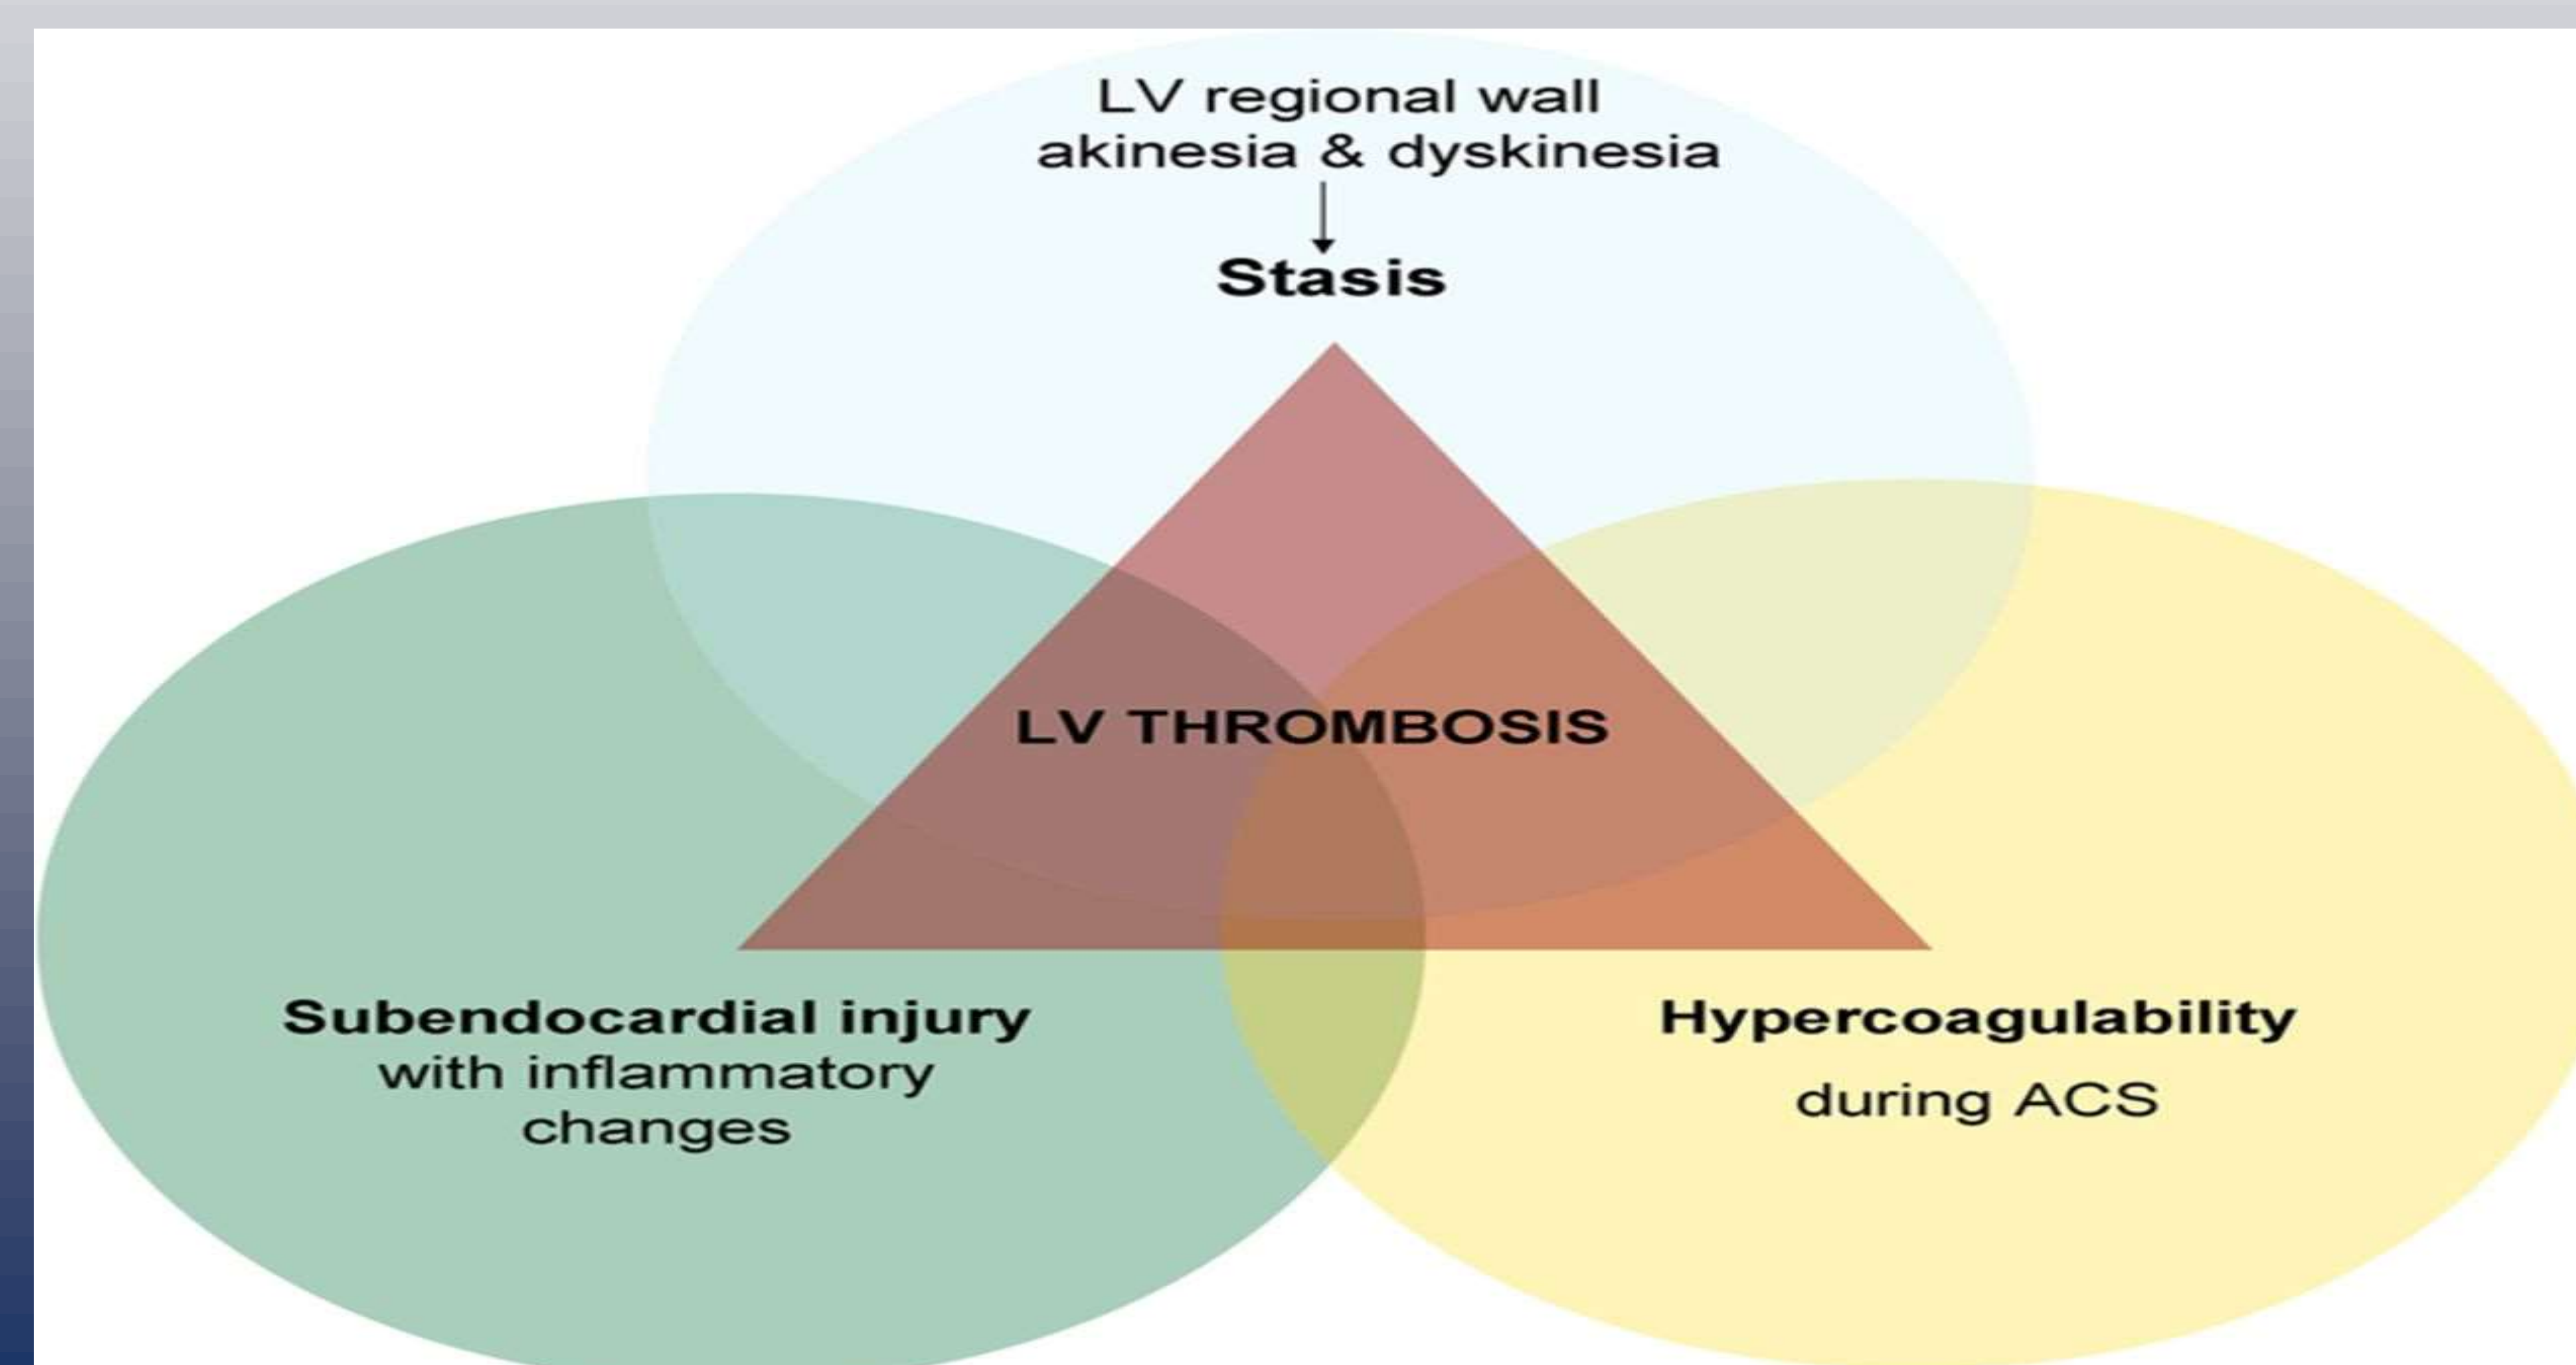 LV regional wall
akinesia & dyskinesia
Stasis
LV THROMBOSIS
Subendocardial injury
with inflammatory
changes
Hypercoagulability
during ACS